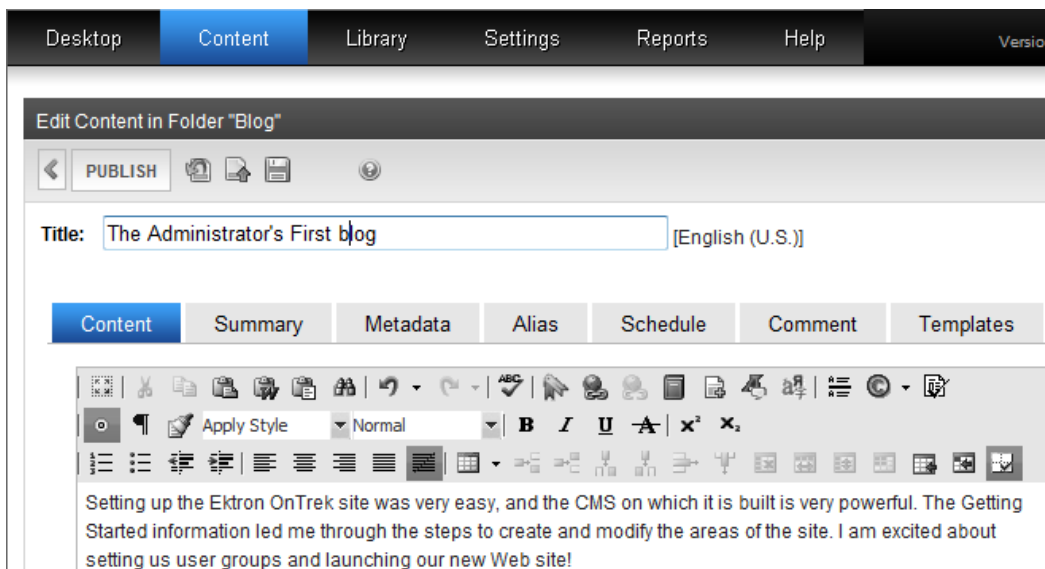 Desktop Content Library Settings Reports Help Versio
Edit Content in Folder "Blog"
PUBLISH
Title: The Administrator's First blog [English (U.S.)]
Content Summary Metadata Alias Schedule Comment Templates
ABC
Apply Style Normal B I U A x² x₂
Setting up the Ektron OnTrek site was very easy, and the CMS on which it is built is very powerful. The Getting
Started information led me through the steps to create and modify the areas of the site. I am excited about
setting us user groups and launching our new Web site!